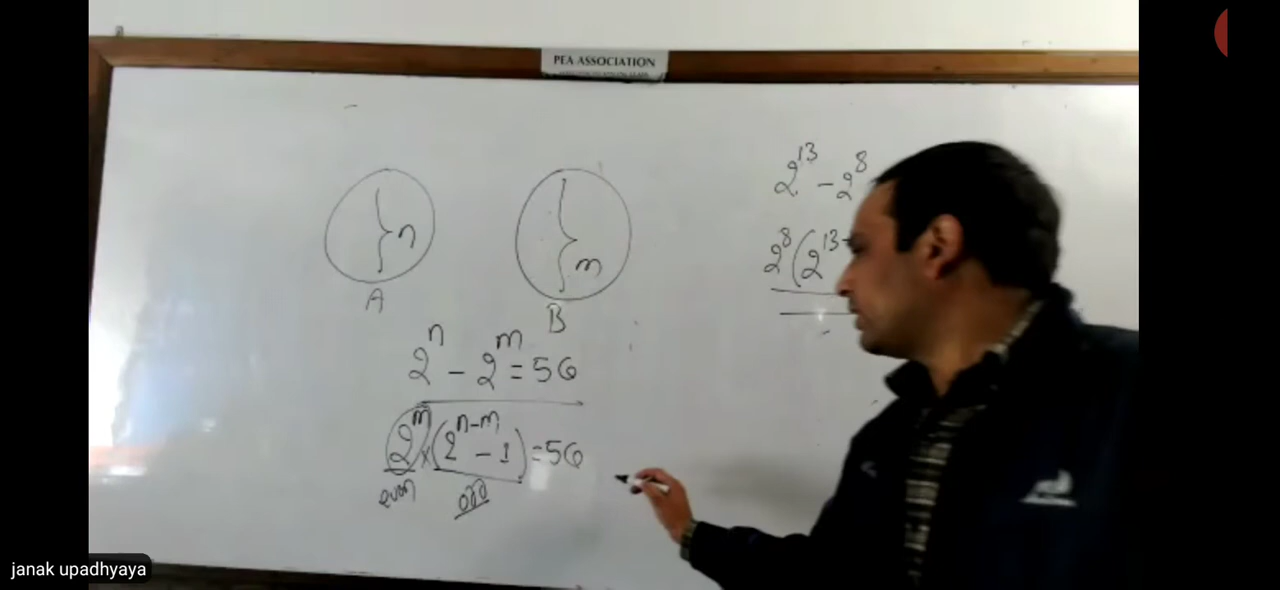 PEA ASSOCIATION
n
A
m
B
2^13 - 2^8
2^8(2^13-
2^n - 2^m = 56
2^m × (2^n-m - 1) = 56
even odd
janak upadhyaya